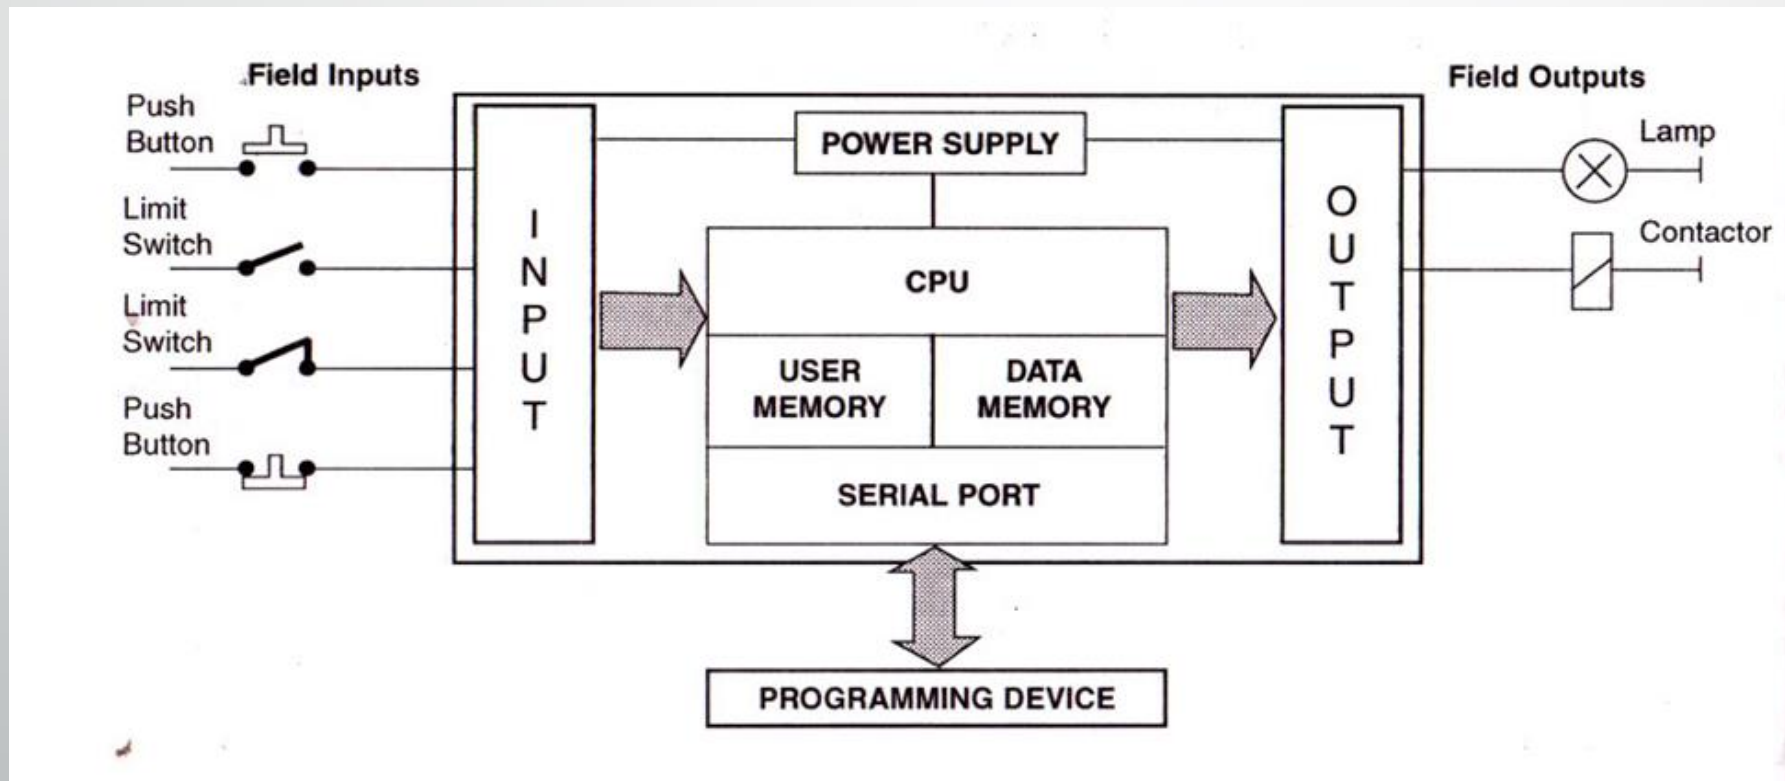 Field Inputs
Push
Button
Limit
Switch
Limit
Switch
Push
Button
I
N
P
U
T
POWER SUPPLY
CPU
USER
MEMORY
DATA
MEMORY
SERIAL PORT
PROGRAMMING DEVICE
O
U
T
P
U
T
Field Outputs
Lamp
Contactor